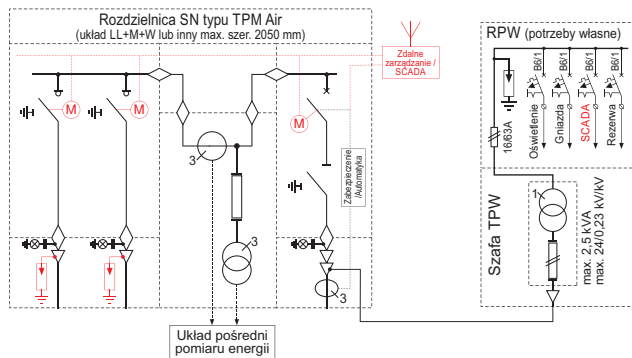 Rozdzielnica SN typu TPM Air
(układ LL+M+W lub inny max. szer. 2050 mm)
Zdalne
zarządzanie /
SCADA
M
M
M
3
3
3
Zabezpieczenie
/Automatyka
Układ pośredni
pomiaru energii
RPW (potrzeby własne)
B6/1
B6/1
B6/1
B6/1
16/63A
Oświetlenie
Gniazda
SCADA
Rezerwa
Szafa TPW
1
max. 2,5 kVA
max. 24/0,23 kV/kV